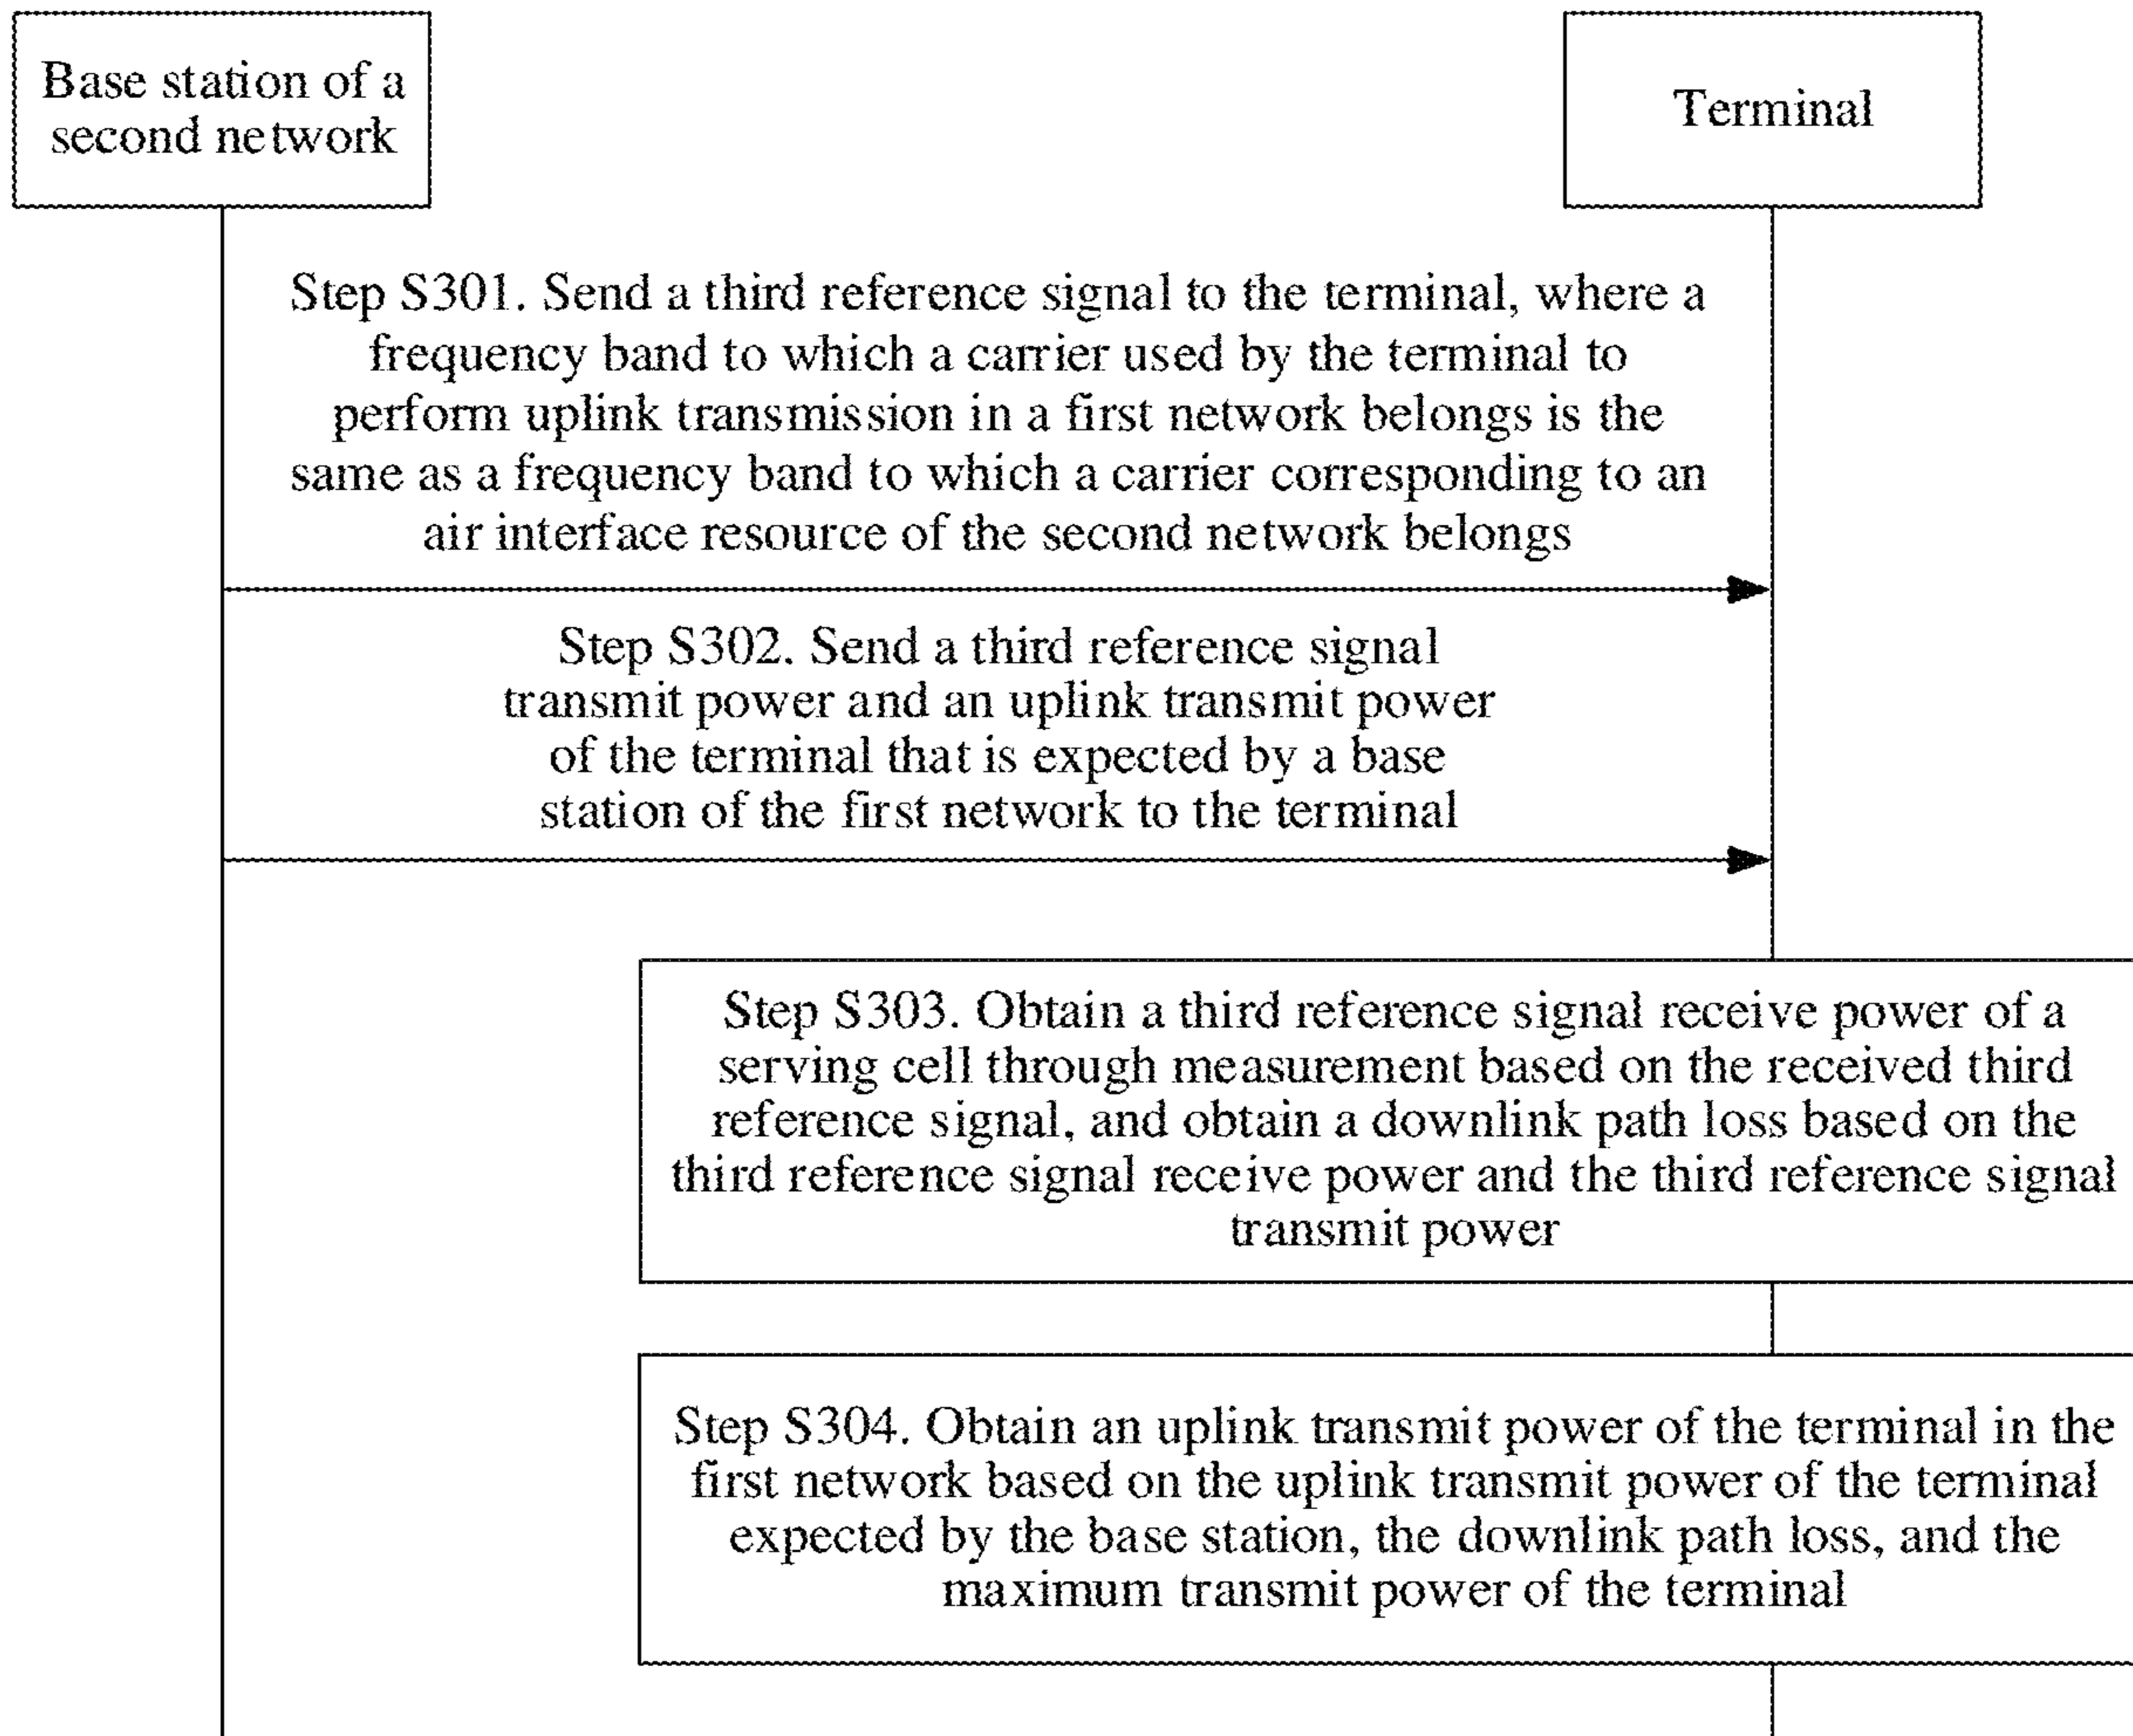 Base station of a
second network
Terminal
Step S301. Send a third reference signal to the terminal, where a
frequency band to which a carrier used by the terminal to
perform uplink transmission in a first network belongs is the
same as a frequency band to which a carrier corresponding to an
air interface resource of the second network belongs
Step S302. Send a third reference signal
transmit power and an uplink transmit power
of the terminal that is expected by a base
station of the first network to the terminal
Step S303. Obtain a third reference signal receive power of a
serving cell through measurement based on the received third
reference signal, and obtain a downlink path loss based on the
third reference signal receive power and the third reference signal
transmit power
Step S304. Obtain an uplink transmit power of the terminal in the
first network based on the uplink transmit power of the terminal
expected by the base station, the downlink path loss, and the
maximum transmit power of the terminal